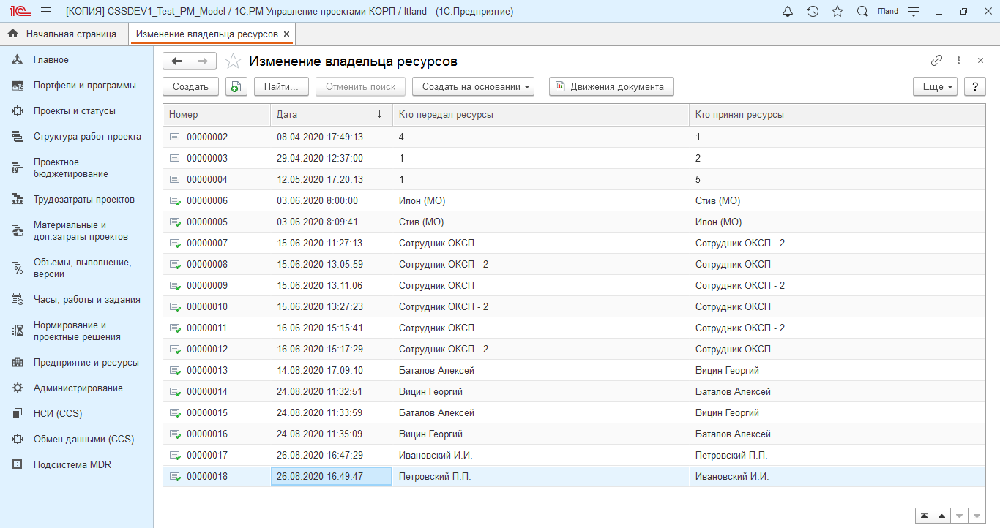 [КОПИЯ] CSSDEV1_Test_PM_Model / 1С:PM Управление проектами КОРП / Itland (1С:Предприятие)
ITland
Начальная страница
Изменение владельца ресурсов ×
Главное
Портфели и программы
Проекты и статусы
Структура работ проекта
Проектное
бюджетирование
Трудозатраты проектов
Материальные и
доп.затраты проектов
Объемы, выполнение,
версии
Часы, работы и задания
Нормирование и
проектные решения
Предприятие и ресурсы
Администрирование
НСИ (CCS)
Обмен данными (CCS)
Подсистема MDR
Изменение владельца ресурсов
Создать Найти... Отменить поиск Создать на основании Движения документа Еще ?
Номер Дата ↓ Кто передал ресурсы Кто принял ресурсы
00000002 08.04.2020 17:49:13 4 1
00000003 29.04.2020 12:37:00 1 2
00000004 12.05.2020 17:20:13 1 5
00000006 03.06.2020 8:00:00 Илон (МО) Стив (МО)
00000005 03.06.2020 8:09:41 Стив (МО) Илон (МО)
00000007 15.06.2020 11:27:13 Сотрудник ОКСП Сотрудник ОКСП - 2
00000008 15.06.2020 13:05:59 Сотрудник ОКСП - 2 Сотрудник ОКСП
00000009 15.06.2020 13:11:06 Сотрудник ОКСП Сотрудник ОКСП - 2
00000010 15.06.2020 13:27:23 Сотрудник ОКСП - 2 Сотрудник ОКСП
00000011 16.06.2020 15:15:41 Сотрудник ОКСП Сотрудник ОКСП - 2
00000012 16.06.2020 15:17:29 Сотрудник ОКСП - 2 Сотрудник ОКСП
00000013 14.08.2020 17:09:10 Баталов Алексей Вицин Георгий
00000014 24.08.2020 11:32:51 Вицин Георгий Баталов Алексей
00000015 24.08.2020 11:33:59 Баталов Алексей Вицин Георгий
00000016 24.08.2020 11:35:09 Вицин Георгий Баталов Алексей
00000017 26.08.2020 16:47:29 Ивановский И.И. Петровский П.П.
00000018 26.08.2020 16:49:47 Петровский П.П. Ивановский И.И.